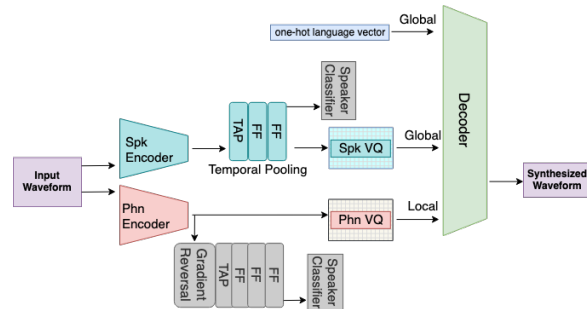 one-hot language vector
Global
Speaker
Classifier
Spk
Encoder
TAP
FF
FF
Temporal Pooling
Spk VQ
Global
Decoder
Input
Waveform
Synthesized
Waveform
Phn
Encoder
Phn VQ
Local
Gradient
Reversal
TAP
FF
FF
FF
Speaker
Classifier